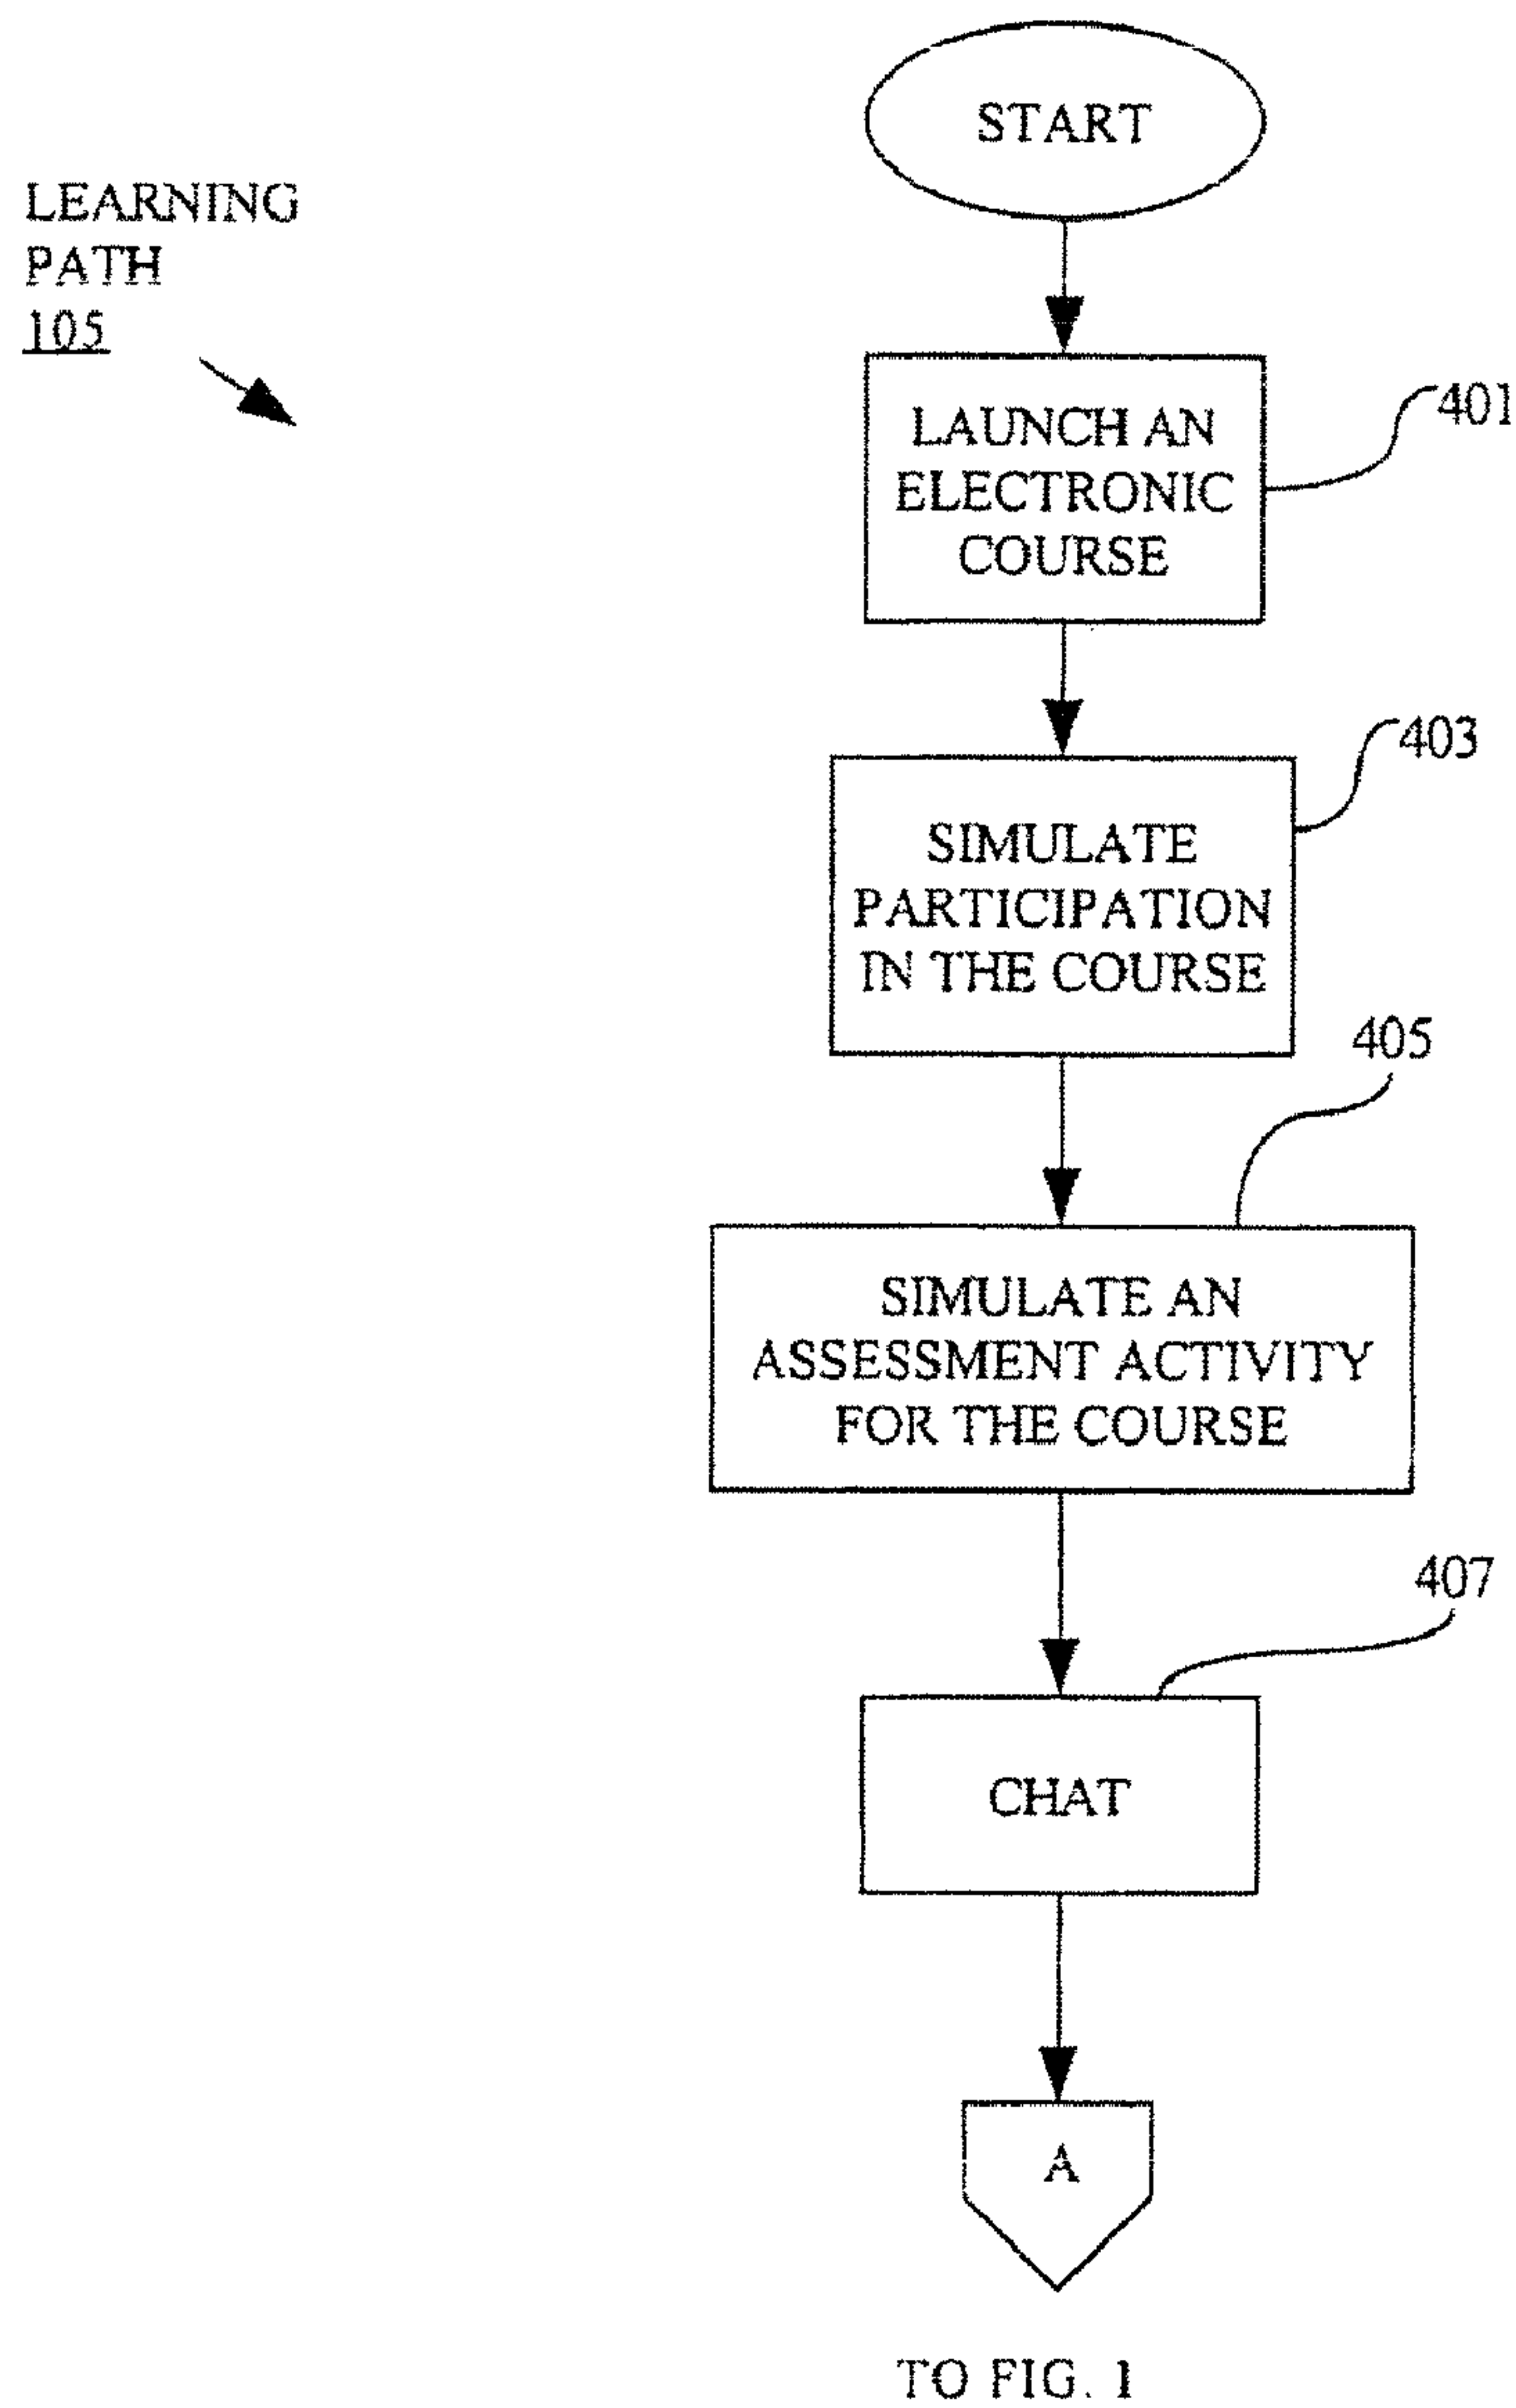 START
LEARNING
PATH
105
LAUNCH AN
ELECTRONIC
COURSE
401
SIMULATE
PARTICIPATION
IN THE COURSE
403
405
SIMULATE AN
ASSESSMENT ACTIVITY
FOR THE COURSE
407
CHAT
A
TO FIG. 1